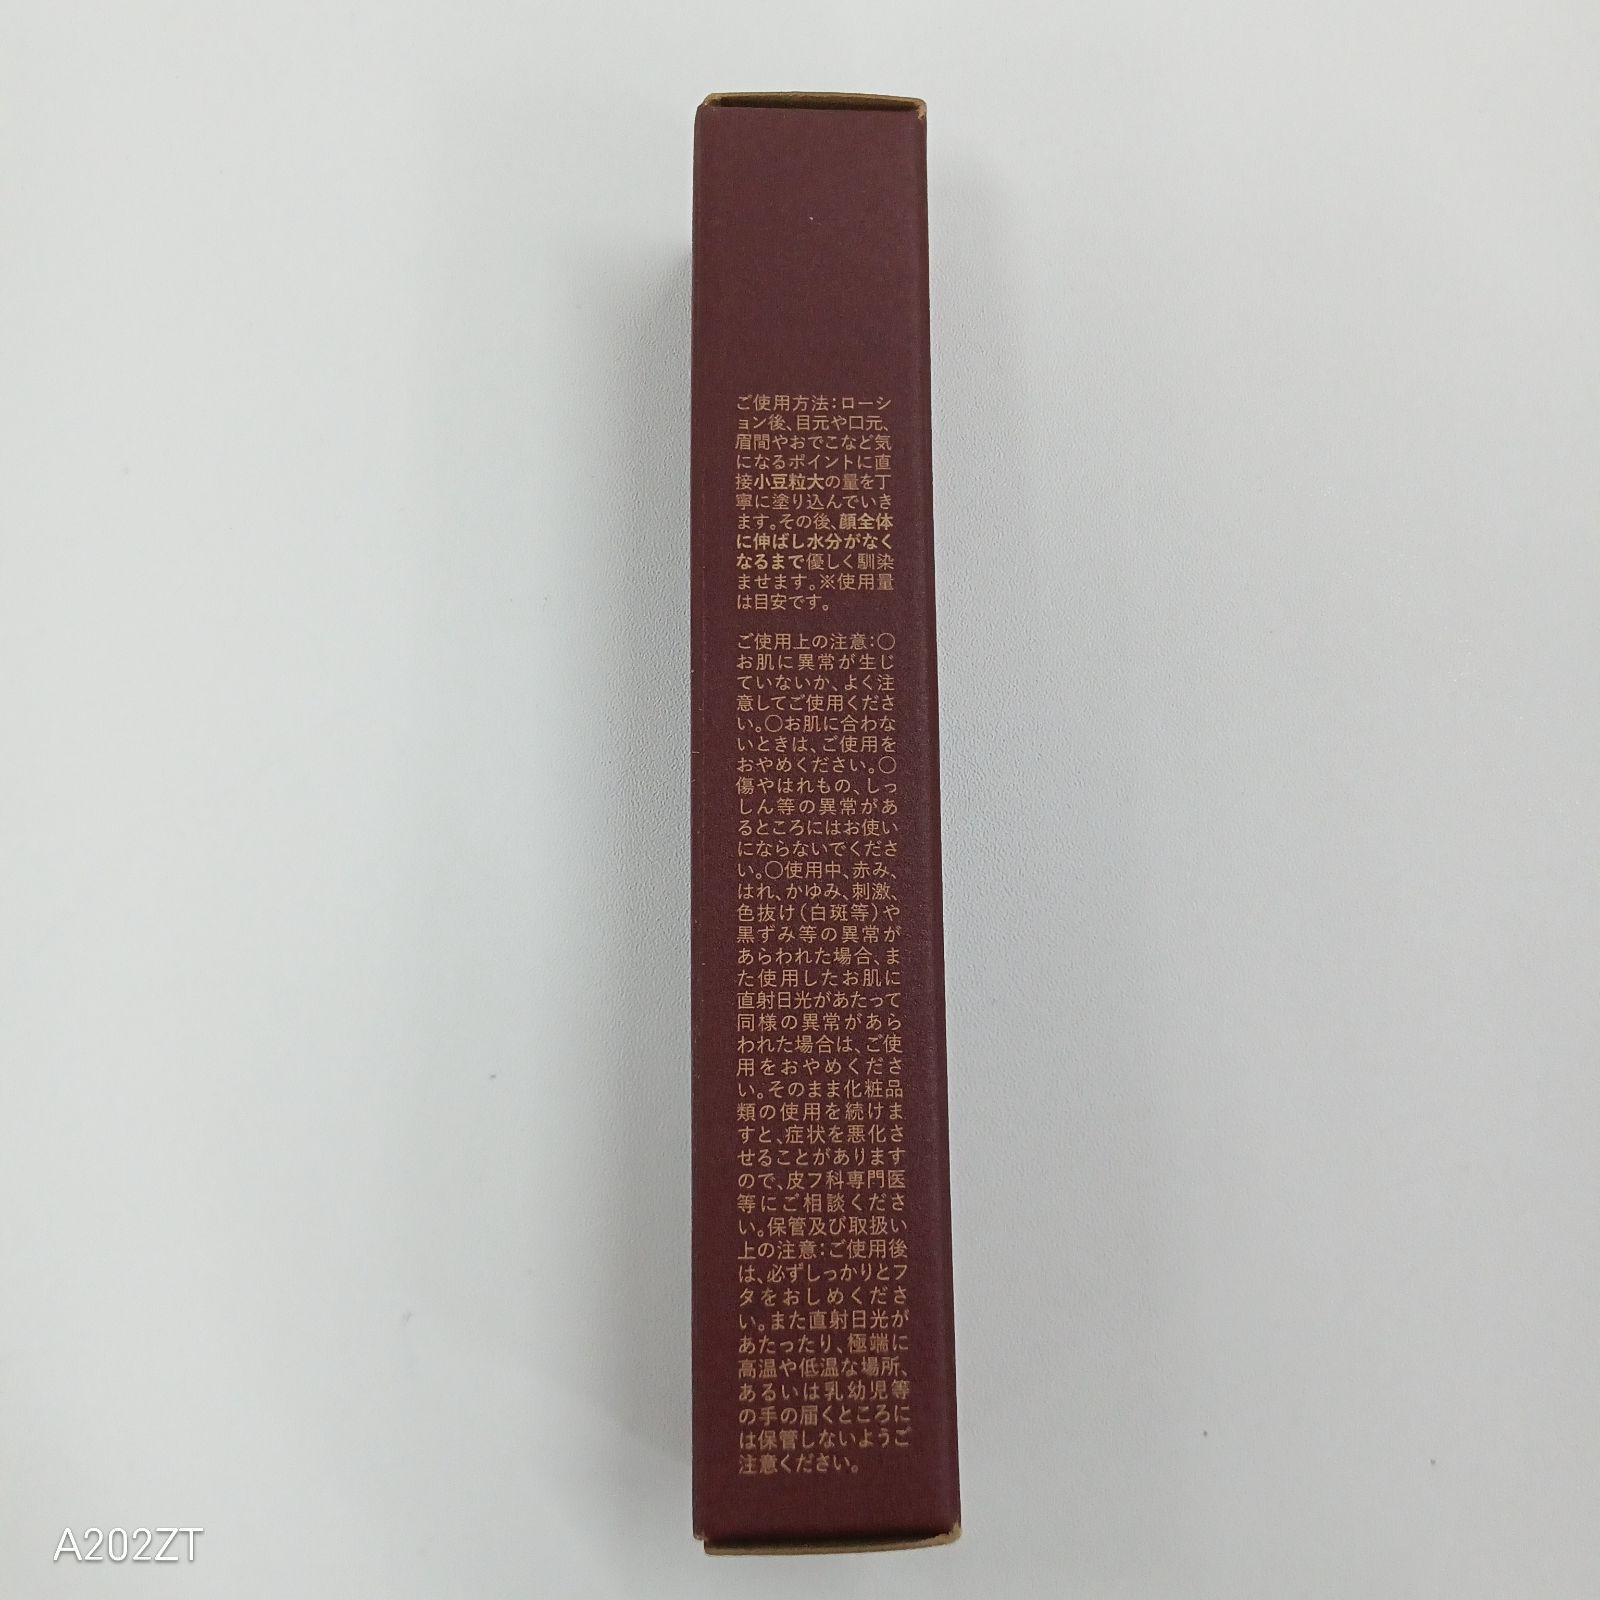 ご使用方法:ローシ
ョン後、目元や口元、
眉間やおでこなど気
になるポイントに直
接小豆粒大の量を丁
寧に塗り込んでいき
ます。その後、顔全体
に伸ばし水分がなく
なるまで優しく馴染
ませます。※使用量
は目安です。
ご使用上の注意:○
お肌に異常が生じ
ていないか、よく注
意してご使用くださ
い。○お肌に合わな
いときは、ご使用を
おやめください。○
傷やはれもの、しっ
しん等の異常があ
るところにはお使い
にならないでくださ
い。○使用中、赤み、
はれ、かゆみ、刺激、
色抜け(白斑等)や
黒ずみ等の異常が
あらわれた場合、ま
た使用したお肌に
直射日光があたって
同様の異常があら
われた場合は、ご使
用をおやめくださ
い。そのまま化粧品
類の使用を続けま
すと、症状を悪化さ
せることがあります
ので、皮フ科専門医
等にご相談くださ
い。保管及び取扱い
上の注意:ご使用後
は、必ずしっかりとフ
タをおしめくださ
い。また直射日光が
あたったり、極端に
高温や低温な場所、
あるいは乳幼児等
の手の届くところに
は保管しないようご
注意ください。
A202ZT